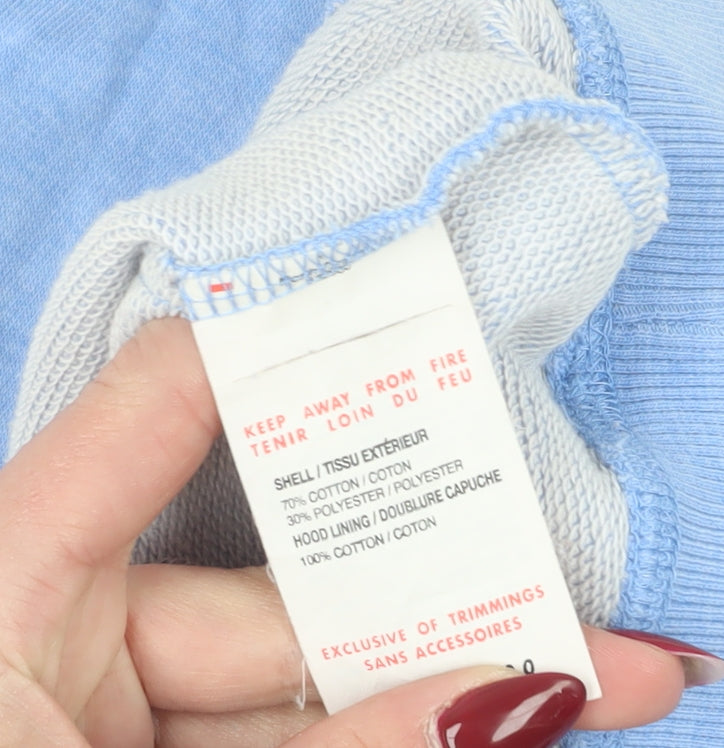 KEEP AWAY FROM FIRE
TENIR LOIN DU FEU
SHELL / TISSU EXTÉRIEUR
70% COTTON / COTON
30% POLYESTER / POLYESTER
HOOD LINING / DOUBLURE CAPUCHE
100% COTTON / COTON
EXCLUSIVE OF TRIMMINGS
SANS ACCESSOIRES